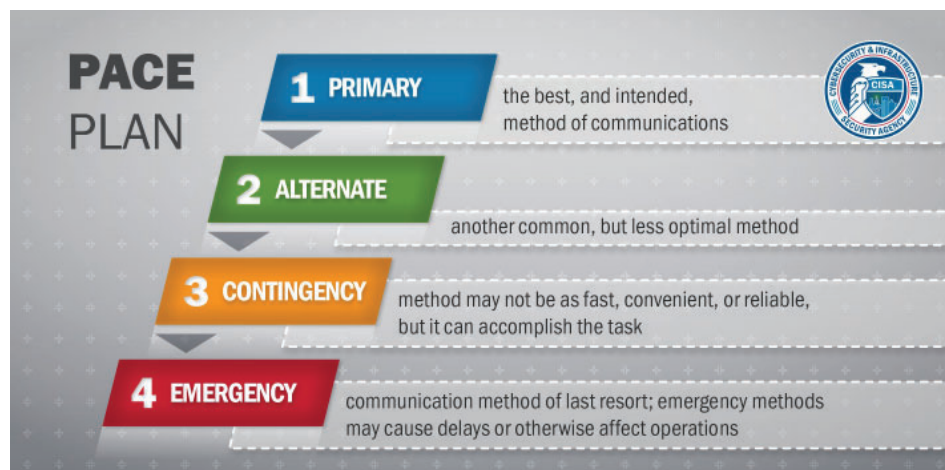 PACE
PLAN
1 PRIMARY
the best, and intended,
method of communications
CYBERSECURITY & INFRASTRUCTURE
CISA
SECURITY AGENCY
2 ALTERNATE
another common, but less optimal method
3 CONTINGENCY
method may not be as fast, convenient, or reliable,
but it can accomplish the task
4 EMERGENCY
communication method of last resort; emergency methods
may cause delays or otherwise affect operations